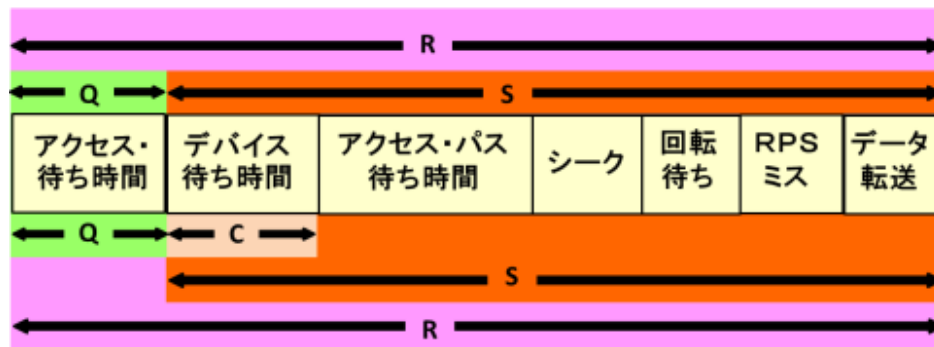 R
Q S
アクセス・
待ち時間
デバイス
待ち時間
アクセス・パス
待ち時間
シーク
回転
待ち
RPS
ミス
データ
転送
Q C
S
R